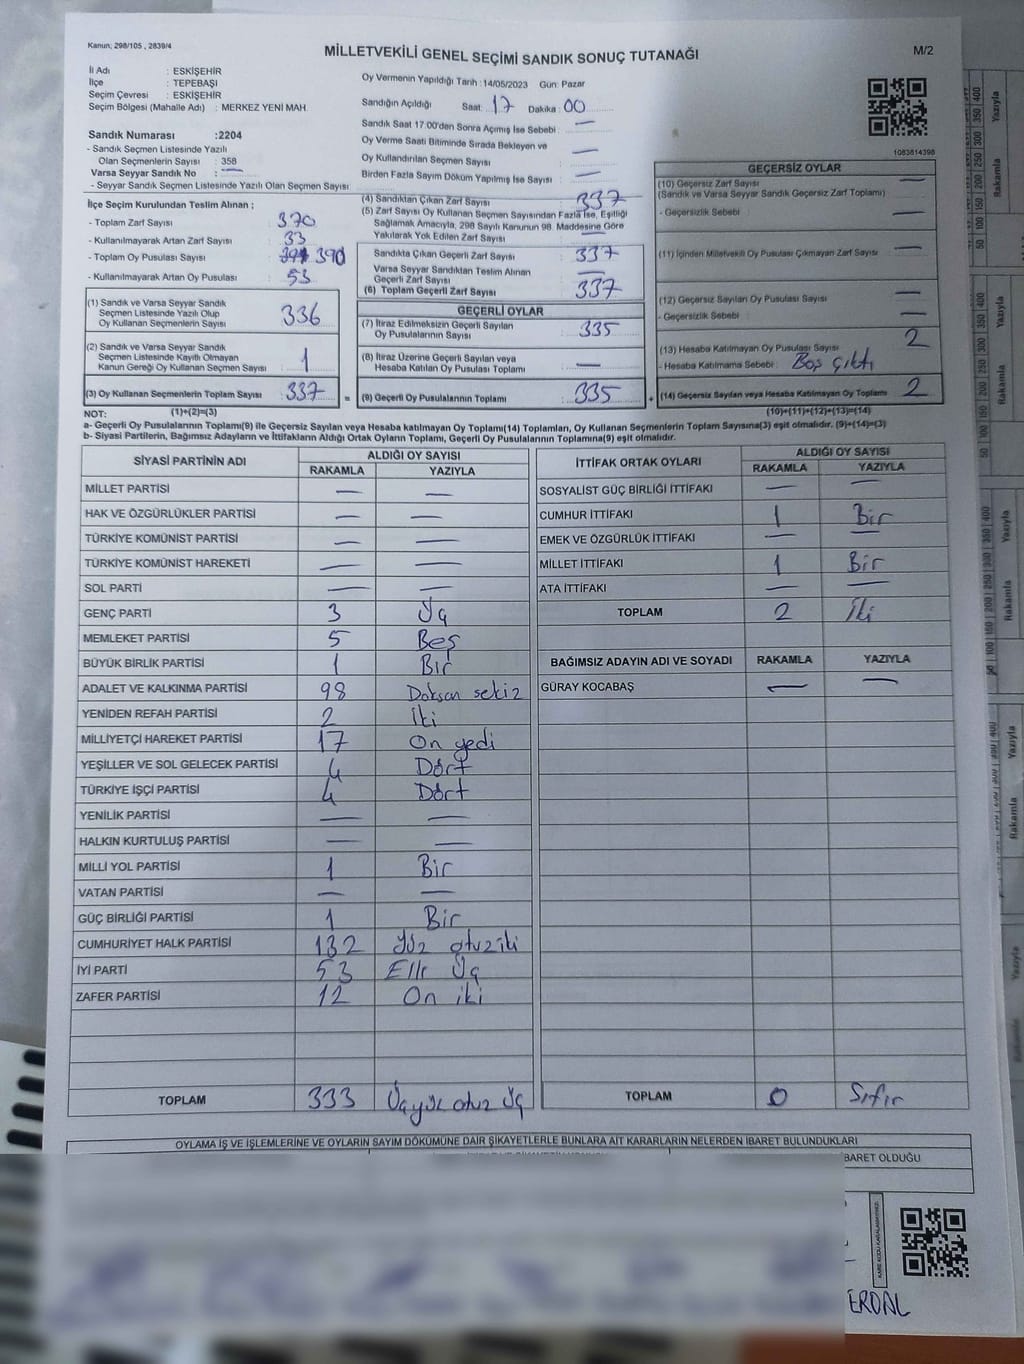 Kanun; 298/105 , 2839/4
MİLLETVEKİLİ GENEL SEÇİMİ SANDIK SONUÇ TUTANAĞI
M/2
İl Adı : ESKİŞEHİR
İlçe : TEPEBAŞI
Seçim Çevresi : ESKİŞEHİR
Seçim Bölgesi (Mahalle Adı) : MERKEZ YENİ MAH.
Sandık Numarası :2204
- Sandık Seçmen Listesinde Yazılı
Olan Seçmenlerin Sayısı : 358
Varsa Seyyar Sandık No : —
- Seyyar Sandık Seçmen Listesinde Yazılı Olan Seçmen Sayısı
Oy Vermenin Yapıldığı Tarih :14/05/2023 Gün: Pazar
Sandığın Açıldığı Saat: 17 Dakika: 00
Sandık Saat 17.00'den Sonra Açımış İse Sebebi : —
Oy Verme Saati Bitiminde Sırada Bekleyen ve
Oy Kullandırılan Seçmen Sayısı : —
Birden Fazla Sayım Döküm Yapılmış İse Sayısı : —
1083814398
İlçe Seçim Kurulundan Teslim Alınan ;
- Toplam Zarf Sayısı : 370
- Kullanılmayarak Artan Zarf Sayısı : 33
- Toplam Oy Pusulası Sayısı : 390
- Kullanılmayarak Artan Oy Pusulası : 53
(1) Sandık ve Varsa Seyyar Sandık
Seçmen Listesinde Yazılı Olup
Oy Kullanan Seçmenlerin Sayısı : 336
(2) Sandık ve Varsa Seyyar Sandık
Seçmen Listesinde Kayıtlı Olmayan
Kanun Gereği Oy Kullanan Seçmen Sayısı : 1
(3) Oy Kullanan Seçmenlerin Toplam Sayısı : 337
(4) Sandıktan Çıkan Zarf Sayısı : 337
(5) Zarf Sayısı Oy Kullanan Seçmen Sayısından Fazla İse, Eşitliği
Sağlamak Amacıyla, 298 Sayılı Kanunun 98. Maddesine Göre
Yakılarak Yok Edilen Zarf Sayısı : —
Sandıkta Çıkan Geçerli Zarf Sayısı : 337
Varsa Seyyar Sandıktan Teslim Alınan
Geçerli Zarf Sayısı : —
(6) Toplam Geçerli Zarf Sayısı : 337
GEÇERLİ OYLAR
(7) İtiraz Edilmeksizin Geçerli Sayılan
Oy Pusulalarının Sayısı : 335
(8) İtiraz Üzerine Geçerli Sayılan veya
Hesaba Katılan Oy Pusulası Toplamı : —
= (9) Geçerli Oy Pusulalarının Toplamı : 335
GEÇERSİZ OYLAR
(10) Geçersiz Zarf Sayısı : —
(Sandık ve Varsa Seyyar Sandık Geçersiz Zarf Toplamı)
- Geçersizlik Sebebi : —
(11) İçinden Milletvekili Oy Pusulası Çıkmayan Zarf Sayısı : —
(12) Geçersiz Sayılan Oy Pusulası Sayısı : —
- Geçersizlik Sebebi : —
(13) Hesaba Katılmayan Oy Pusulası Sayısı : 2
- Hesaba Katılmama Sebebi : Boş çıktı
+ (14) Geçersiz Sayılan veya Hesaba Katılmayan Oy Toplamı : 2
NOT: (1)+(2)=(3) (10)+(11)+(12)+(13)=(14)
a- Geçerli Oy Pusulalarının Toplamı(9) ile Geçersiz Sayılan veya Hesaba katılmayan Oy Toplamı(14) Toplamları, Oy Kullanan Seçmenlerin Toplam Sayısına(3) eşit olmalıdır. (9)+(14)=(3)
b- Siyasi Partilerin, Bağımsız Adayların ve İttifakların Aldığı Ortak Oyların Toplamı, Geçerli Oy Pusulalarının Toplamına(9) eşit olmalıdır.
SİYASİ PARTİNİN ADI ALDIĞI OY SAYISI
RAKAMLA YAZIYLA
MİLLET PARTİSİ — —
HAK VE ÖZGÜRLÜKLER PARTİSİ — —
TÜRKİYE KOMÜNİST PARTİSİ — —
TÜRKİYE KOMÜNİST HAREKETİ — —
SOL PARTİ — —
GENÇ PARTİ 3 Üç
MEMLEKET PARTİSİ 5 Beş
BÜYÜK BİRLİK PARTİSİ 1 Bir
ADALET VE KALKINMA PARTİSİ 98 Doksan sekiz
YENİDEN REFAH PARTİSİ 2 İki
MİLLİYETÇİ HAREKET PARTİSİ 17 On yedi
YEŞİLLER VE SOL GELECEK PARTİSİ 4 Dört
TÜRKİYE İŞÇİ PARTİSİ 4 Dört
YENİLİK PARTİSİ — —
HALKIN KURTULUŞ PARTİSİ — —
MİLLİ YOL PARTİSİ 1 Bir
VATAN PARTİSİ — —
GÜÇ BİRLİĞİ PARTİSİ 1 Bir
CUMHURİYET HALK PARTİSİ 132 Yüz otuz iki
İYİ PARTİ 53 Elli Üç
ZAFER PARTİSİ 12 On iki
TOPLAM 333 Üçyüz otuz Üç
İTTİFAK ORTAK OYLARI ALDIĞI OY SAYISI
RAKAMLA YAZIYLA
SOSYALİST GÜÇ BİRLİĞİ İTTİFAKI — —
CUMHUR İTTİFAKI 1 Bir
EMEK VE ÖZGÜRLÜK İTTİFAKI — —
MİLLET İTTİFAKI 1 Bir
ATA İTTİFAKI — —
TOPLAM 2 İki
BAĞIMSIZ ADAYIN ADI VE SOYADI RAKAMLA YAZIYLA
GÜRAY KOCABAŞ — —
TOPLAM 0 Sıfır
OYLAMA İŞ VE İŞLEMLERİNE VE OYLARIN SAYIM DÖKÜMÜNE DAİR ŞİKAYETLERLE BUNLARA AİT KARARLARIN NELERDEN İBARET BULUNDUKLARI
BARET OLDUĞU
ERDAL